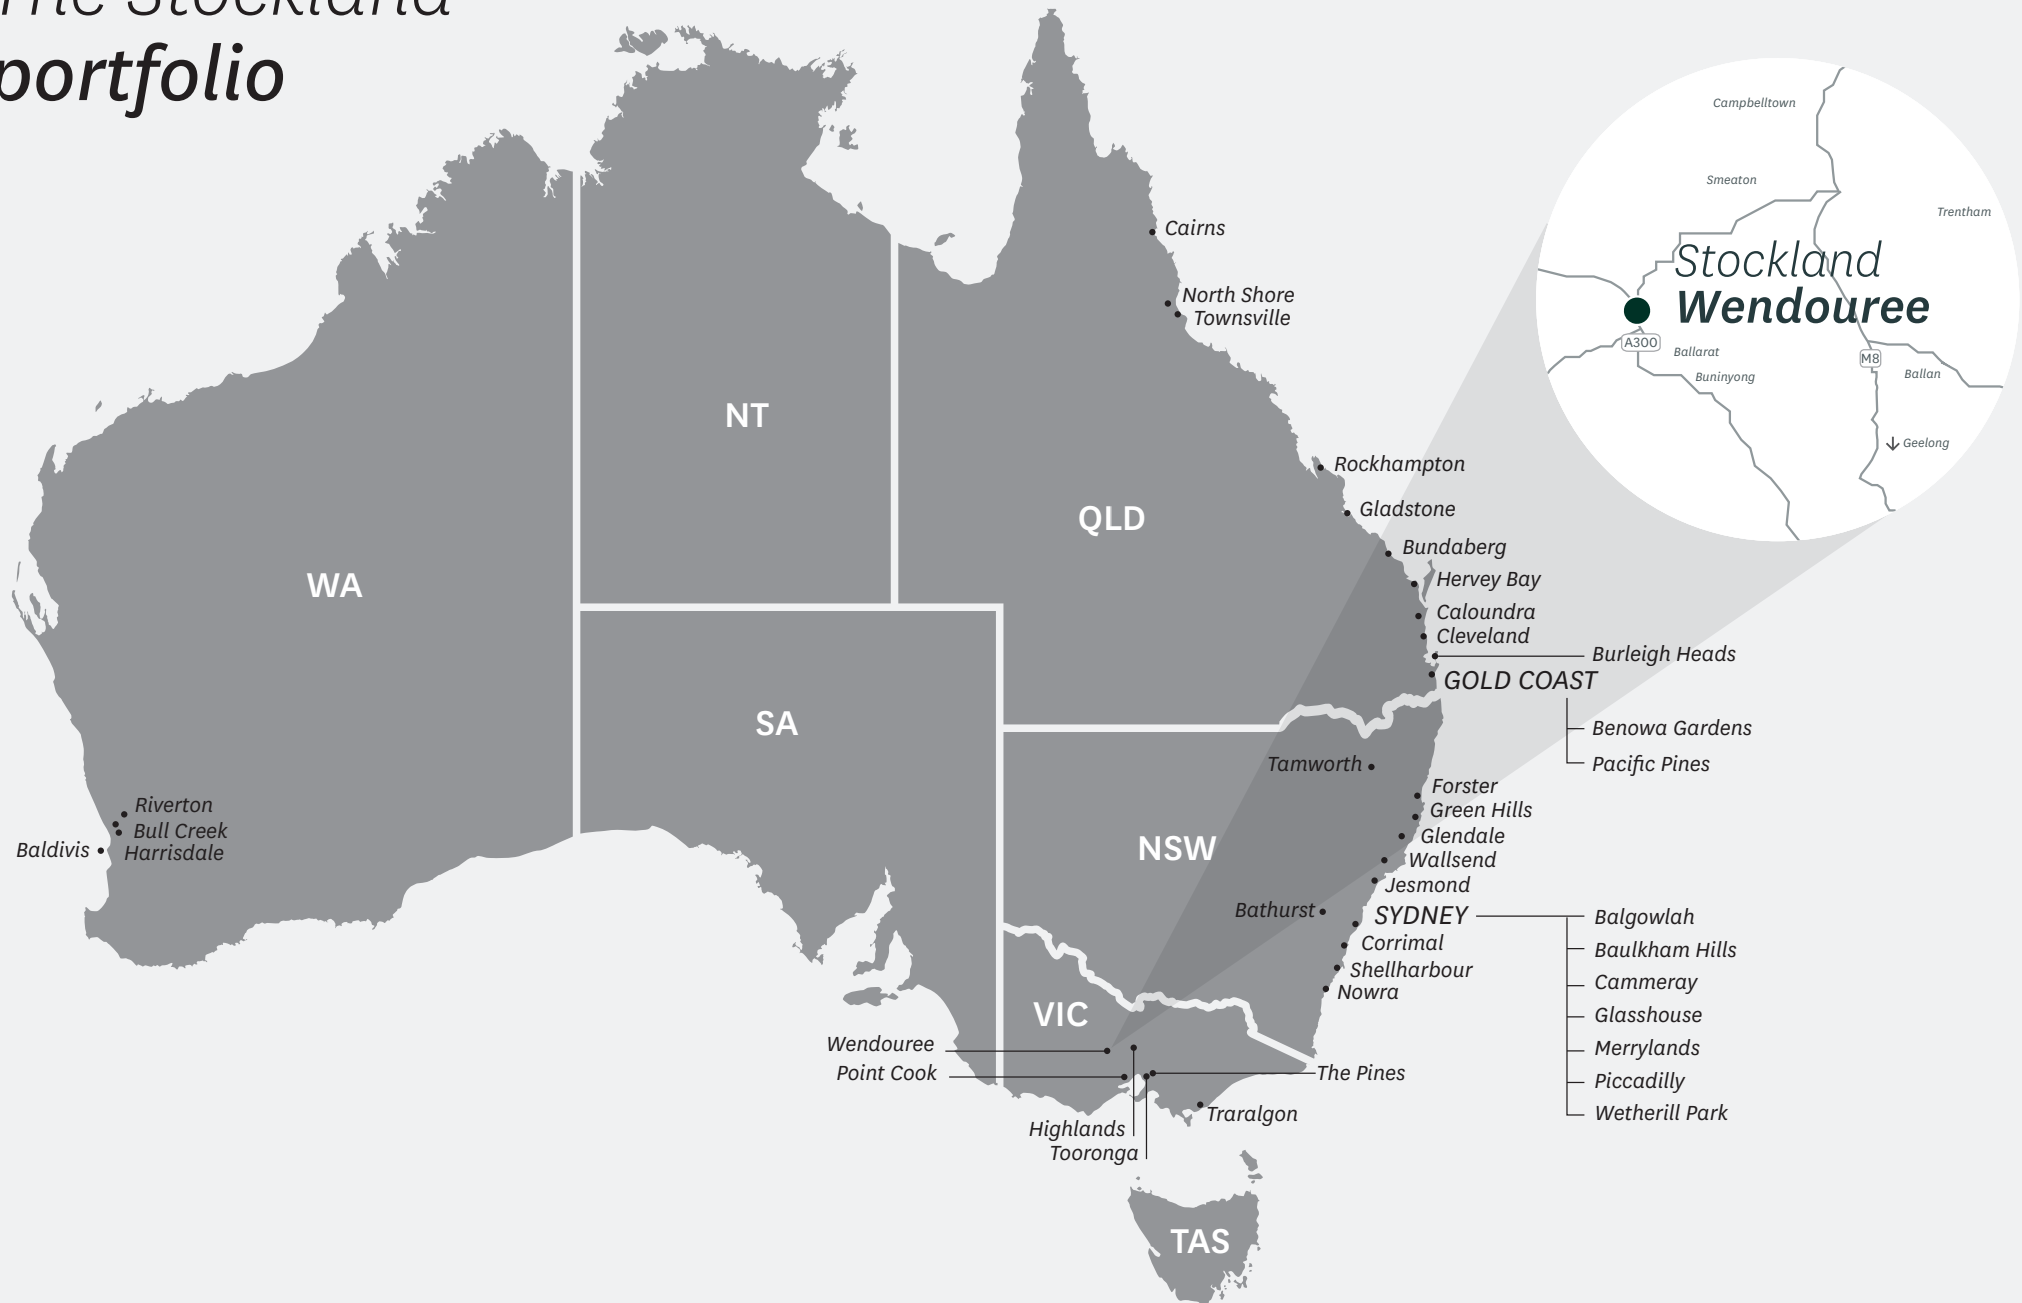 The Stockland
portfolio
Campbelltown
Smeaton
Trentham
Stockland
Wendouree
A300
Ballarat
Buninyong
M8
Ballan
Geelong
Cairns
North Shore
Townsville
NT
Rockhampton
Gladstone
QLD
Bundaberg
Hervey Bay
WA
Caloundra
Cleveland
Burleigh Heads
GOLD COAST
SA
Benowa Gardens
Pacific Pines
Tamworth
Forster
Green Hills
Riverton
Bull Creek
Baldivis
Harrisdale
NSW
Glendale
Wallsend
Jesmond
Bathurst
SYDNEY
Balgowlah
Corrimal
Baulkham Hills
Shellharbour
Cammeray
Nowra
VIC
Glasshouse
Wendouree
Merrylands
Point Cook
The Pines
Piccadilly
Traralgon
Wetherill Park
Highlands
Tooronga
TAS